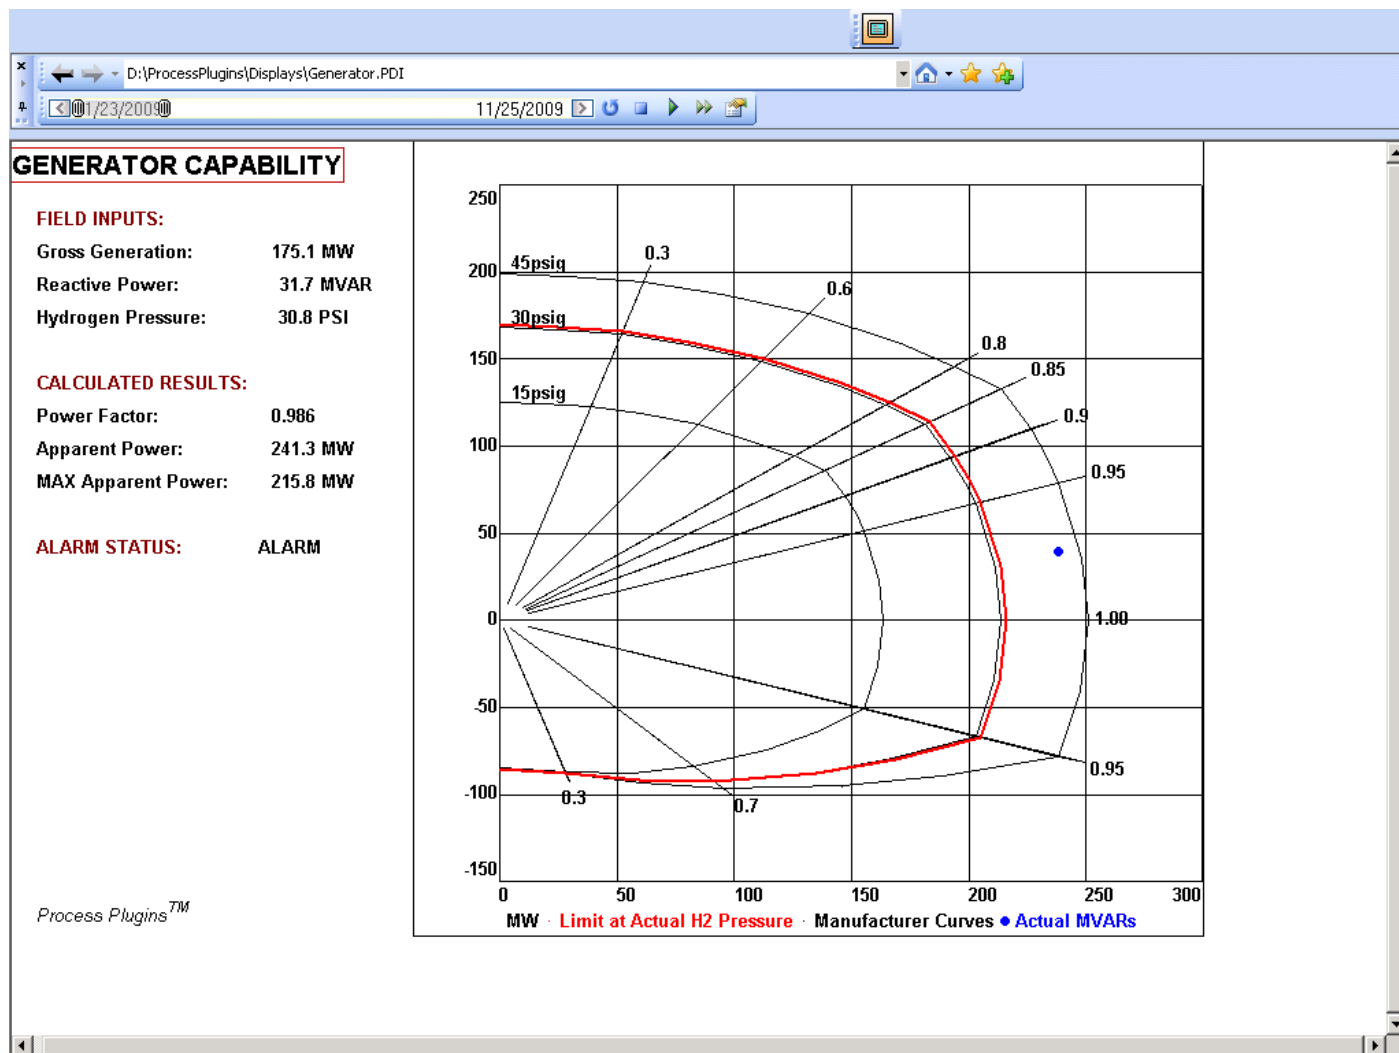 D:\ProcessPlugins\Displays\Generator.PDI
1/23/2009 11/25/2009
GENERATOR CAPABILITY
FIELD INPUTS:
Gross Generation: 175.1 MW
Reactive Power: 31.7 MVAR
Hydrogen Pressure: 30.8 PSI
CALCULATED RESULTS:
Power Factor: 0.986
Apparent Power: 241.3 MW
MAX Apparent Power: 215.8 MW
ALARM STATUS: ALARM
Process Plugins™
250
200
150
100
50
0
-50
-100
-150
45psig
30psig
15psig
0.3
0.6
0.8
0.85
0.9
0.95
1.00
0.95
0.7
0.3
0 50 100 150 200 250 300
MW · Limit at Actual H2 Pressure · Manufacturer Curves • Actual MVARs